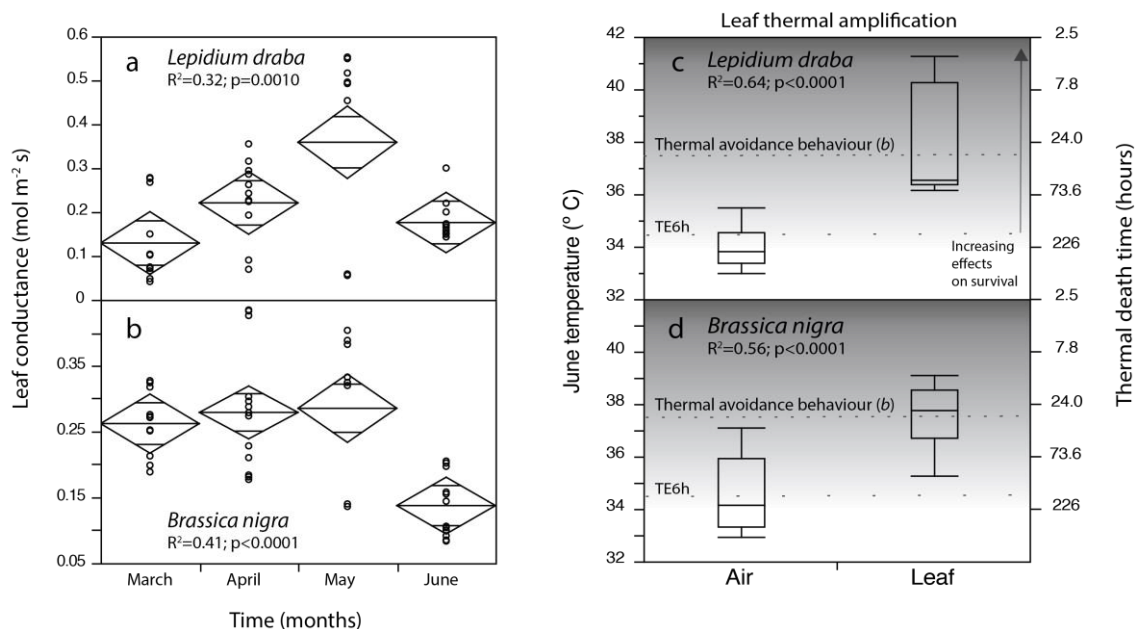 a
Lepidium draba
R²=0.32; p=0.0010
0.6
0.5
0.4
0.3
0.2
0.1
0
b
0.35
0.25
0.15
0.05
Brassica nigra
R²=0.41; p<0.0001
Leaf conductance (mol m⁻² s)
March April May June
Time (months)
Leaf thermal amplification
c
Lepidium draba
R²=0.64; p<0.0001
42
40
38
36
34
32
Thermal avoidance behaviour (b)
TE6h
Increasing
effects
on survival
2.5
7.8
24.0
73.6
226
2.5
d
Brassica nigra
R²=0.56; p<0.0001
40
38
36
34
32
Thermal avoidance behaviour (b)
TE6h
7.8
24.0
73.6
226
June temperature (° C)
Thermal death time (hours)
Air Leaf